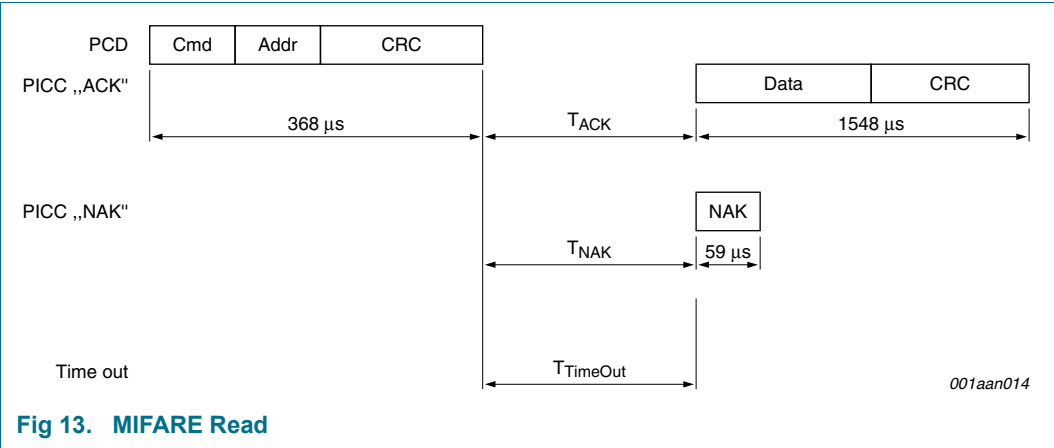 PCD Cmd Addr CRC
PICC ,,ACK" Data CRC
368 µs TACK 1548 µs
PICC ,,NAK" NAK
TNAK 59 µs
Time out TTimeOut 001aan014
Fig 13. MIFARE Read